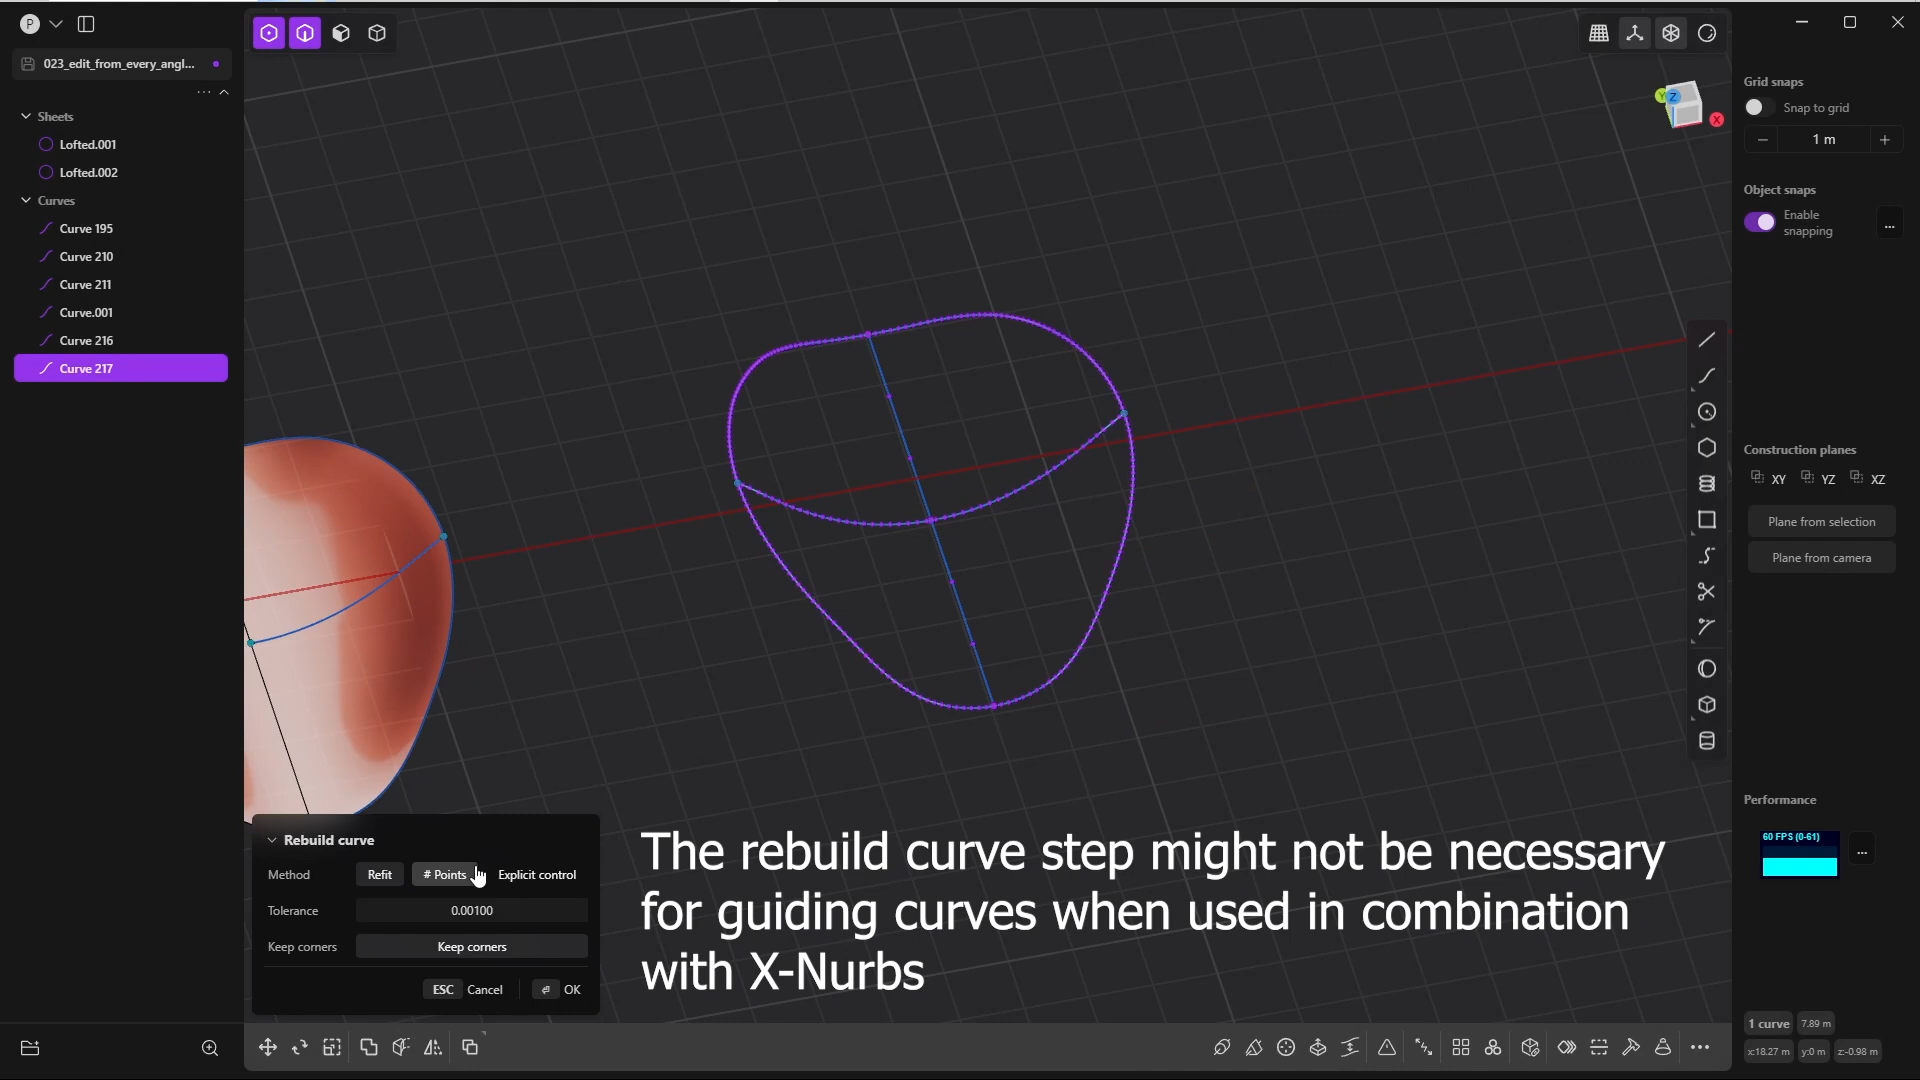 P
023_edit_from_every_angl...
Sheets
Lofted.001
Lofted.002
Curves
Curve 195
Curve 210
Curve 211
Curve.001
Curve 216
Curve 217
Y
Z
X
Grid snaps
Snap to grid
1 m
Object snaps
Enable
snapping
...
Construction planes
XY YZ XZ
Plane from selection
Plane from camera
Performance
60 FPS (0-61)
...
Rebuild curve
Method Refit # Points Explicit control
Tolerance 0.00100
Keep corners Keep corners
ESC Cancel OK
The rebuild curve step might not be necessary
for guiding curves when used in combination
with X-Nurbs
1 curve 7.89 m
x:18.27 m y:0 m z:-0.98 m